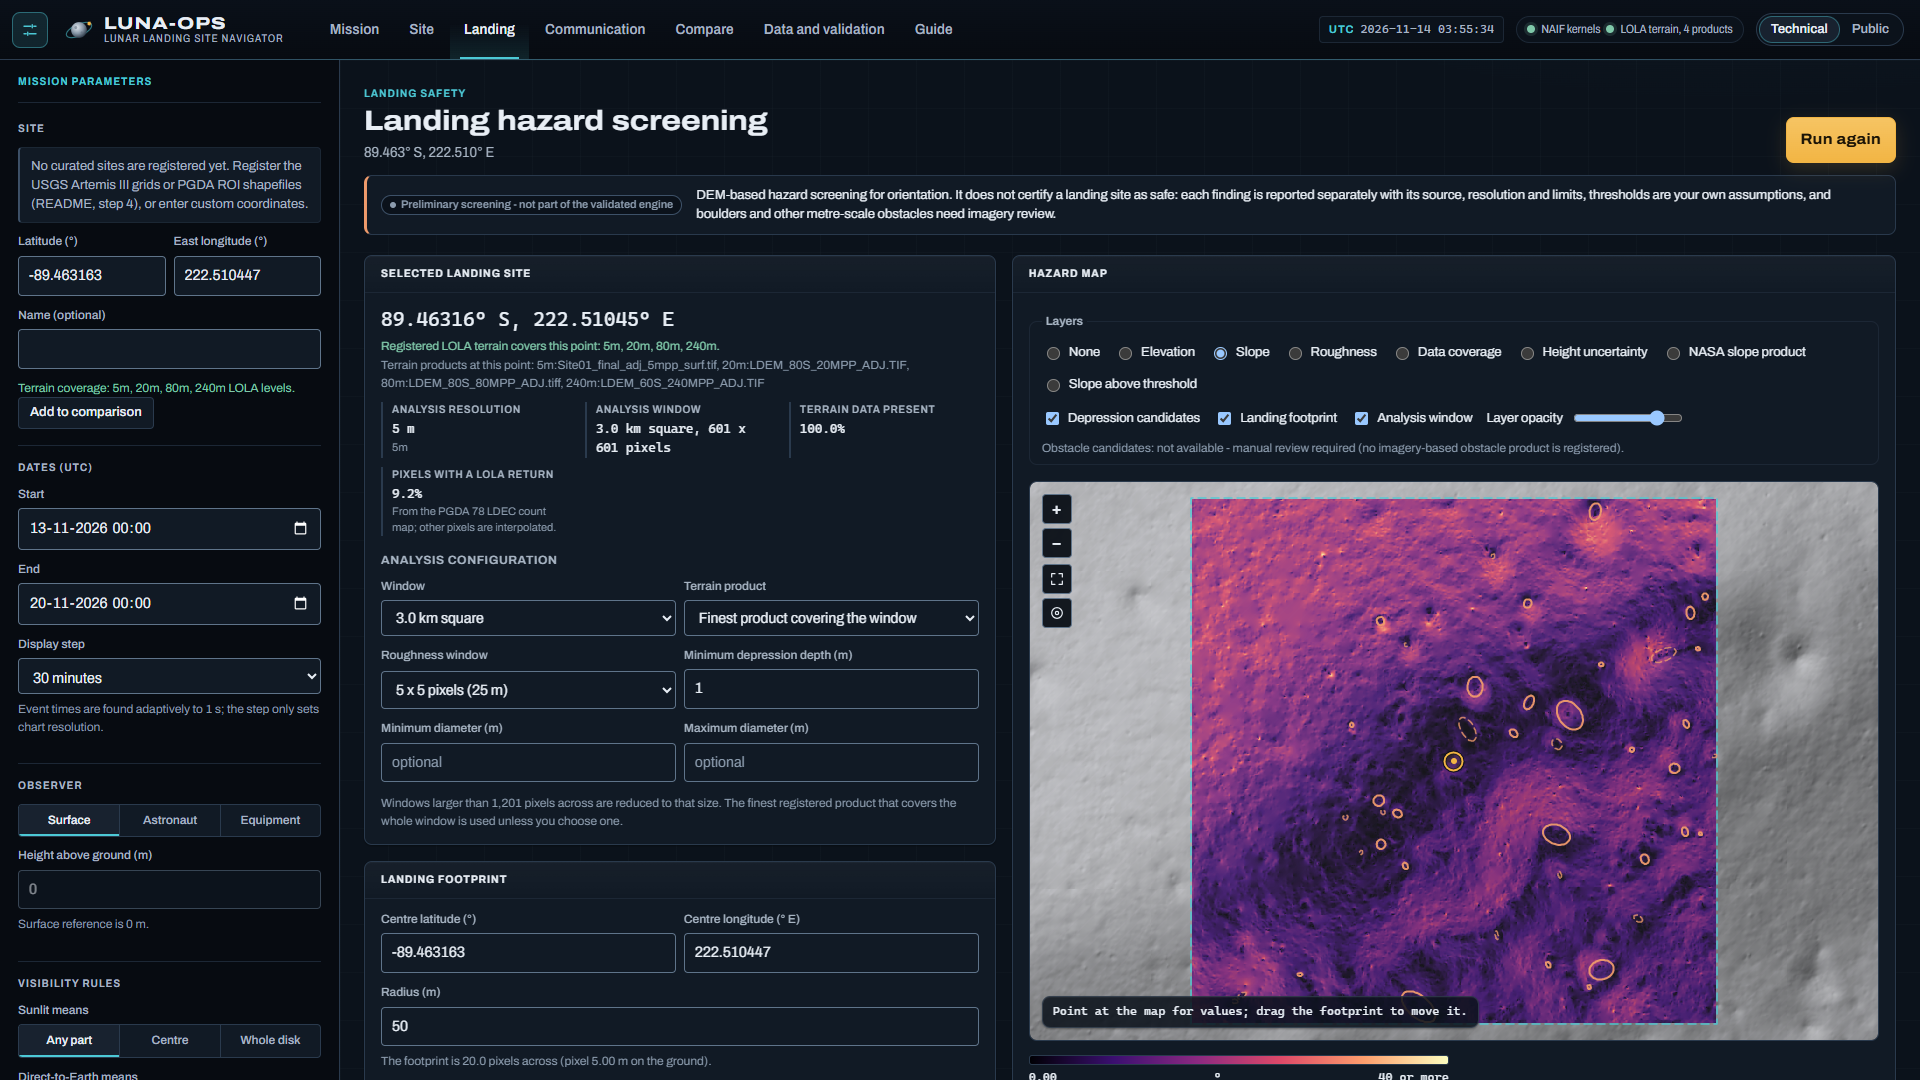 LUNA-OPS
LUNAR LANDING SITE NAVIGATOR
Mission
Site
Landing
Communication
Compare
Data and validation
Guide
UTC 2026-11-14 03:55:34
NAIF kernels
LOLA terrain, 4 products
Technical
Public
MISSION PARAMETERS
SITE
No curated sites are registered yet. Register the
USGS Artemis III grids or PGDA ROI shapefiles
(README, step 4), or enter custom coordinates.
Latitude (°)
East longitude (°)
-89.463163
222.510447
Name (optional)
Terrain coverage: 5m, 20m, 80m, 240m LOLA levels.
Add to comparison
DATES (UTC)
Start
13-11-2026 00:00
End
20-11-2026 00:00
Display step
30 minutes
Event times are found adaptively to 1 s; the step only sets
chart resolution.
OBSERVER
Surface
Astronaut
Equipment
Height above ground (m)
0
Surface reference is 0 m.
VISIBILITY RULES
Sunlit means
Any part
Centre
Whole disk
Direct-to-Earth means
LANDING SAFETY
Landing hazard screening
89.463° S, 222.510° E
Run again
Preliminary screening - not part of the validated engine
DEM-based hazard screening for orientation. It does not certify a landing site as safe: each finding is reported separately with its source, resolution and limits, thresholds are your own assumptions, and
boulders and other metre-scale obstacles need imagery review.
SELECTED LANDING SITE
89.46316° S, 222.51045° E
Registered LOLA terrain covers this point: 5m, 20m, 80m, 240m.
Terrain products at this point: 5m:Site01_final_adj_5mpp_surf.tif, 20m:LDEM_80S_20MPP_ADJ.TIF,
80m:LDEM_80S_80MPP_ADJ.tiff, 240m:LDEM_60S_240MPP_ADJ.TIF
ANALYSIS RESOLUTION
5 m
5m
ANALYSIS WINDOW
3.0 km square, 601 x
601 pixels
TERRAIN DATA PRESENT
100.0%
PIXELS WITH A LOLA RETURN
9.2%
From the PGDA 78 LDEC count
map; other pixels are interpolated.
ANALYSIS CONFIGURATION
Window
Terrain product
3.0 km square
Finest product covering the window
Roughness window
Minimum depression depth (m)
5 x 5 pixels (25 m)
1
Minimum diameter (m)
Maximum diameter (m)
optional
optional
Windows larger than 1,201 pixels across are reduced to that size. The finest registered product that covers the
whole window is used unless you choose one.
LANDING FOOTPRINT
Centre latitude (°)
Centre longitude (° E)
-89.463163
222.510447
Radius (m)
50
The footprint is 20.0 pixels across (pixel 5.00 m on the ground).
HAZARD MAP
Layers
None
Elevation
Slope
Roughness
Data coverage
Height uncertainty
NASA slope product
Slope above threshold
Depression candidates
Landing footprint
Analysis window
Layer opacity
Obstacle candidates: not available - manual review required (no imagery-based obstacle product is registered).
+
−
Point at the map for values; drag the footprint to move it.
0.00
°
40 or more